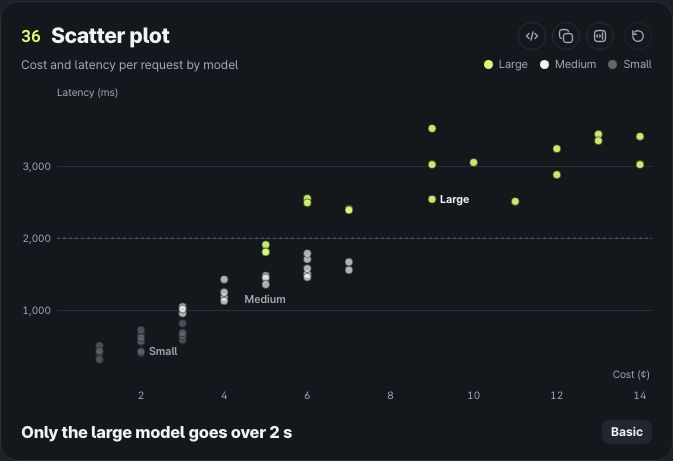 36 Scatter plot
Cost and latency per request by model
Large Medium Small
Latency (ms)
3,000
2,000
1,000
Large
Medium
Small
Cost (¢)
2 4 6 8 10 12 14
Only the large model goes over 2 s
Basic